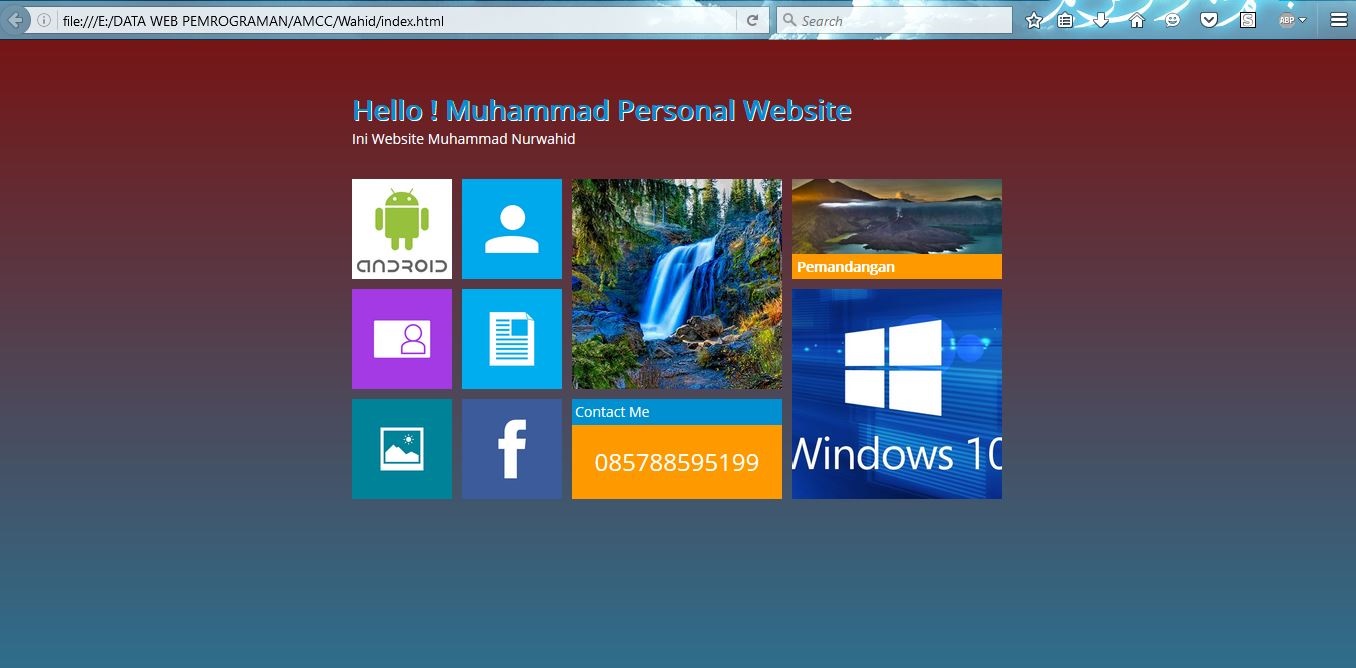 file:///E:/DATA WEB PEMROGRAMAN/AMCC/Wahid/index.html
Search
ABP
Hello ! Muhammad Personal Website
Ini Website Muhammad Nurwahid
ANDROID
Pemandangan
Contact Me
085788595199
Windows 10